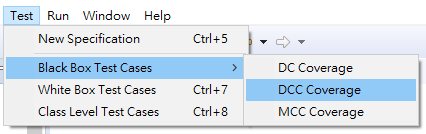 Test Run Window Help
New Specification Ctrl+5
Black Box Test Cases DC Coverage
White Box Test Cases Ctrl+7 DCC Coverage
Class Level Test Cases Ctrl+8 MCC Coverage